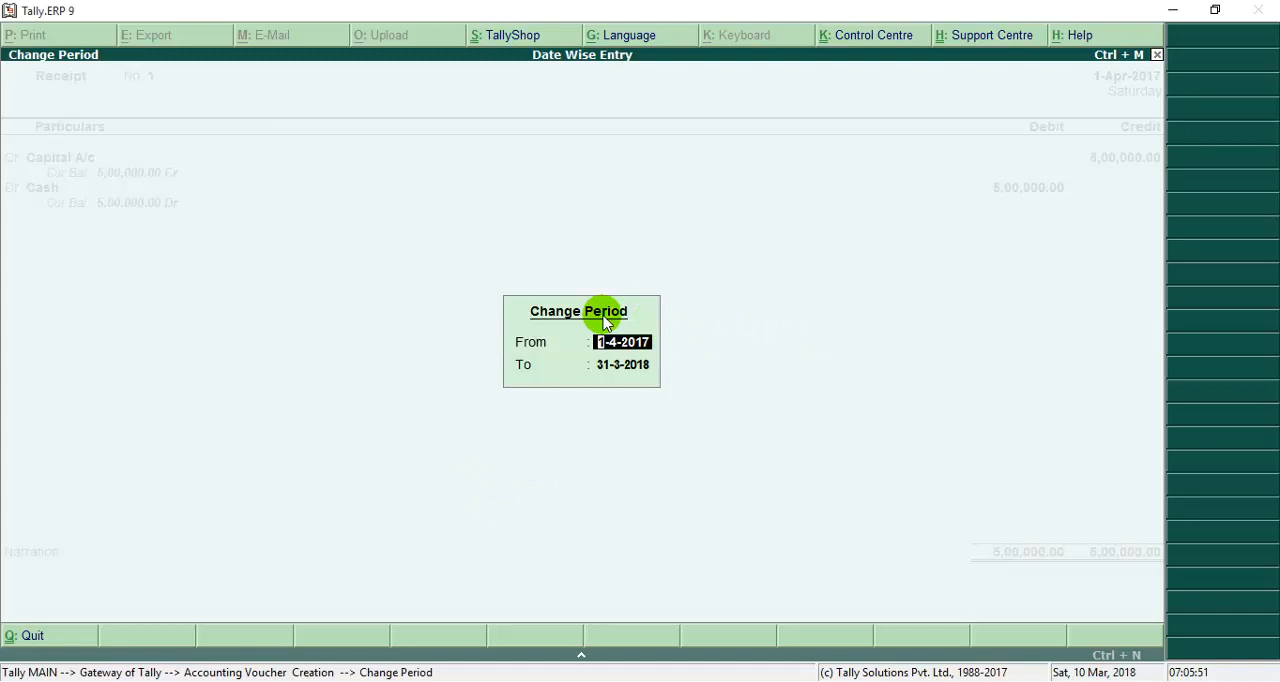 Tally.ERP 9
P: Print E: Export M: E-Mail O: Upload S: TallyShop G: Language K: Keyboard K: Control Centre H: Support Centre H: Help
Change Period Date Wise Entry Ctrl + M
Receipt No. 1 1-Apr-2017
Saturday
Particulars Debit Credit
Cr Capital A/c 5,00,000.00
Cur Bal: 5,00,000.00 Cr
Dr Cash 5,00,000.00
Cur Bal: 5,00,000.00 Dr
Change Period
From : 1-4-2017
To : 31-3-2018
Narration 5,00,000.00 5,00,000.00
Q: Quit
Ctrl + N
Tally MAIN --> Gateway of Tally --> Accounting Voucher Creation --> Change Period (c) Tally Solutions Pvt. Ltd., 1988-2017 Sat, 10 Mar, 2018 07:05:51